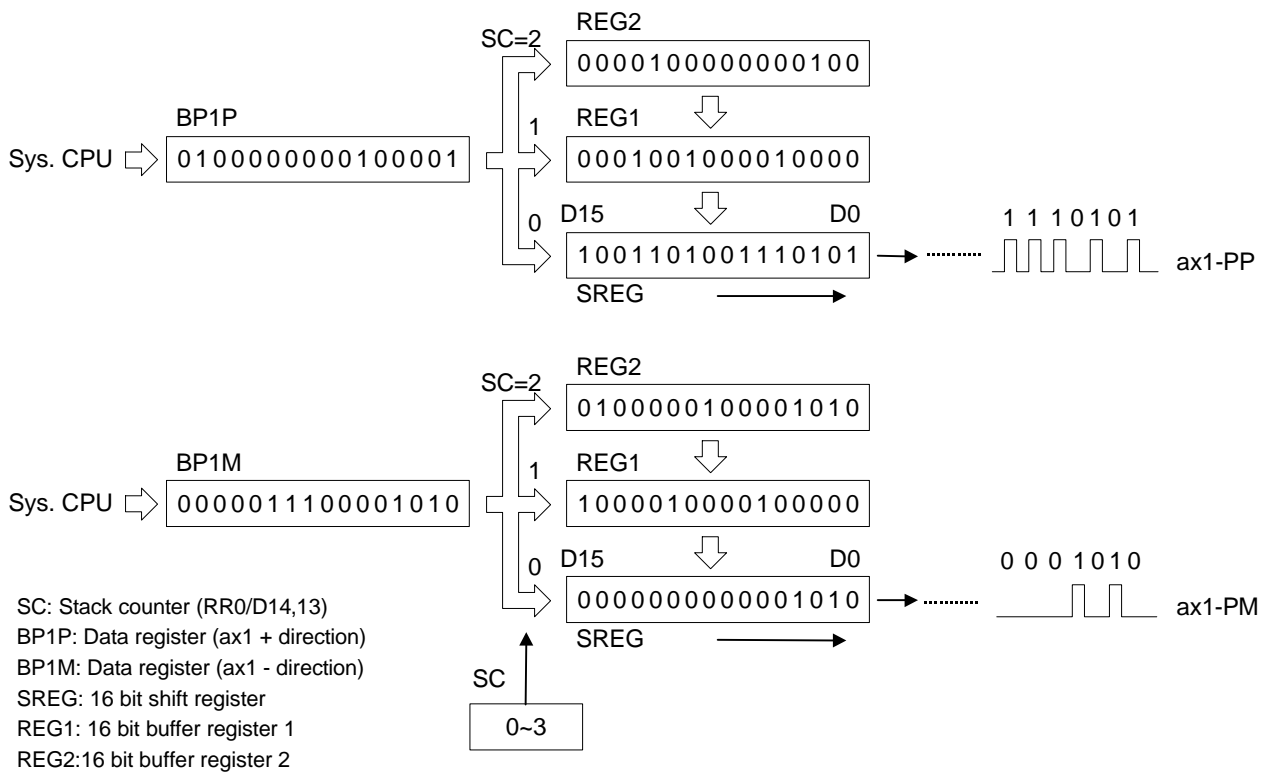 REG2
SC=2
0000100000000100
BP1P
1
REG1
Sys. CPU
0100000000100001
0001001000010000
0
D15
D0
1 1 1 0 1 0 1
1001101001110101
ax1-PP
SREG
REG2
SC=2
0100000100001010
BP1M
1
REG1
Sys. CPU
0000011100001010
1000010000100000
0
D15
D0
0 0 0 1 0 1 0
0000000000001010
ax1-PM
SREG
SC: Stack counter (RR0/D14,13)
BP1P: Data register (ax1 + direction)
BP1M: Data register (ax1 - direction)
SREG: 16 bit shift register
REG1: 16 bit buffer register 1
REG2:16 bit buffer register 2
SC
0~3